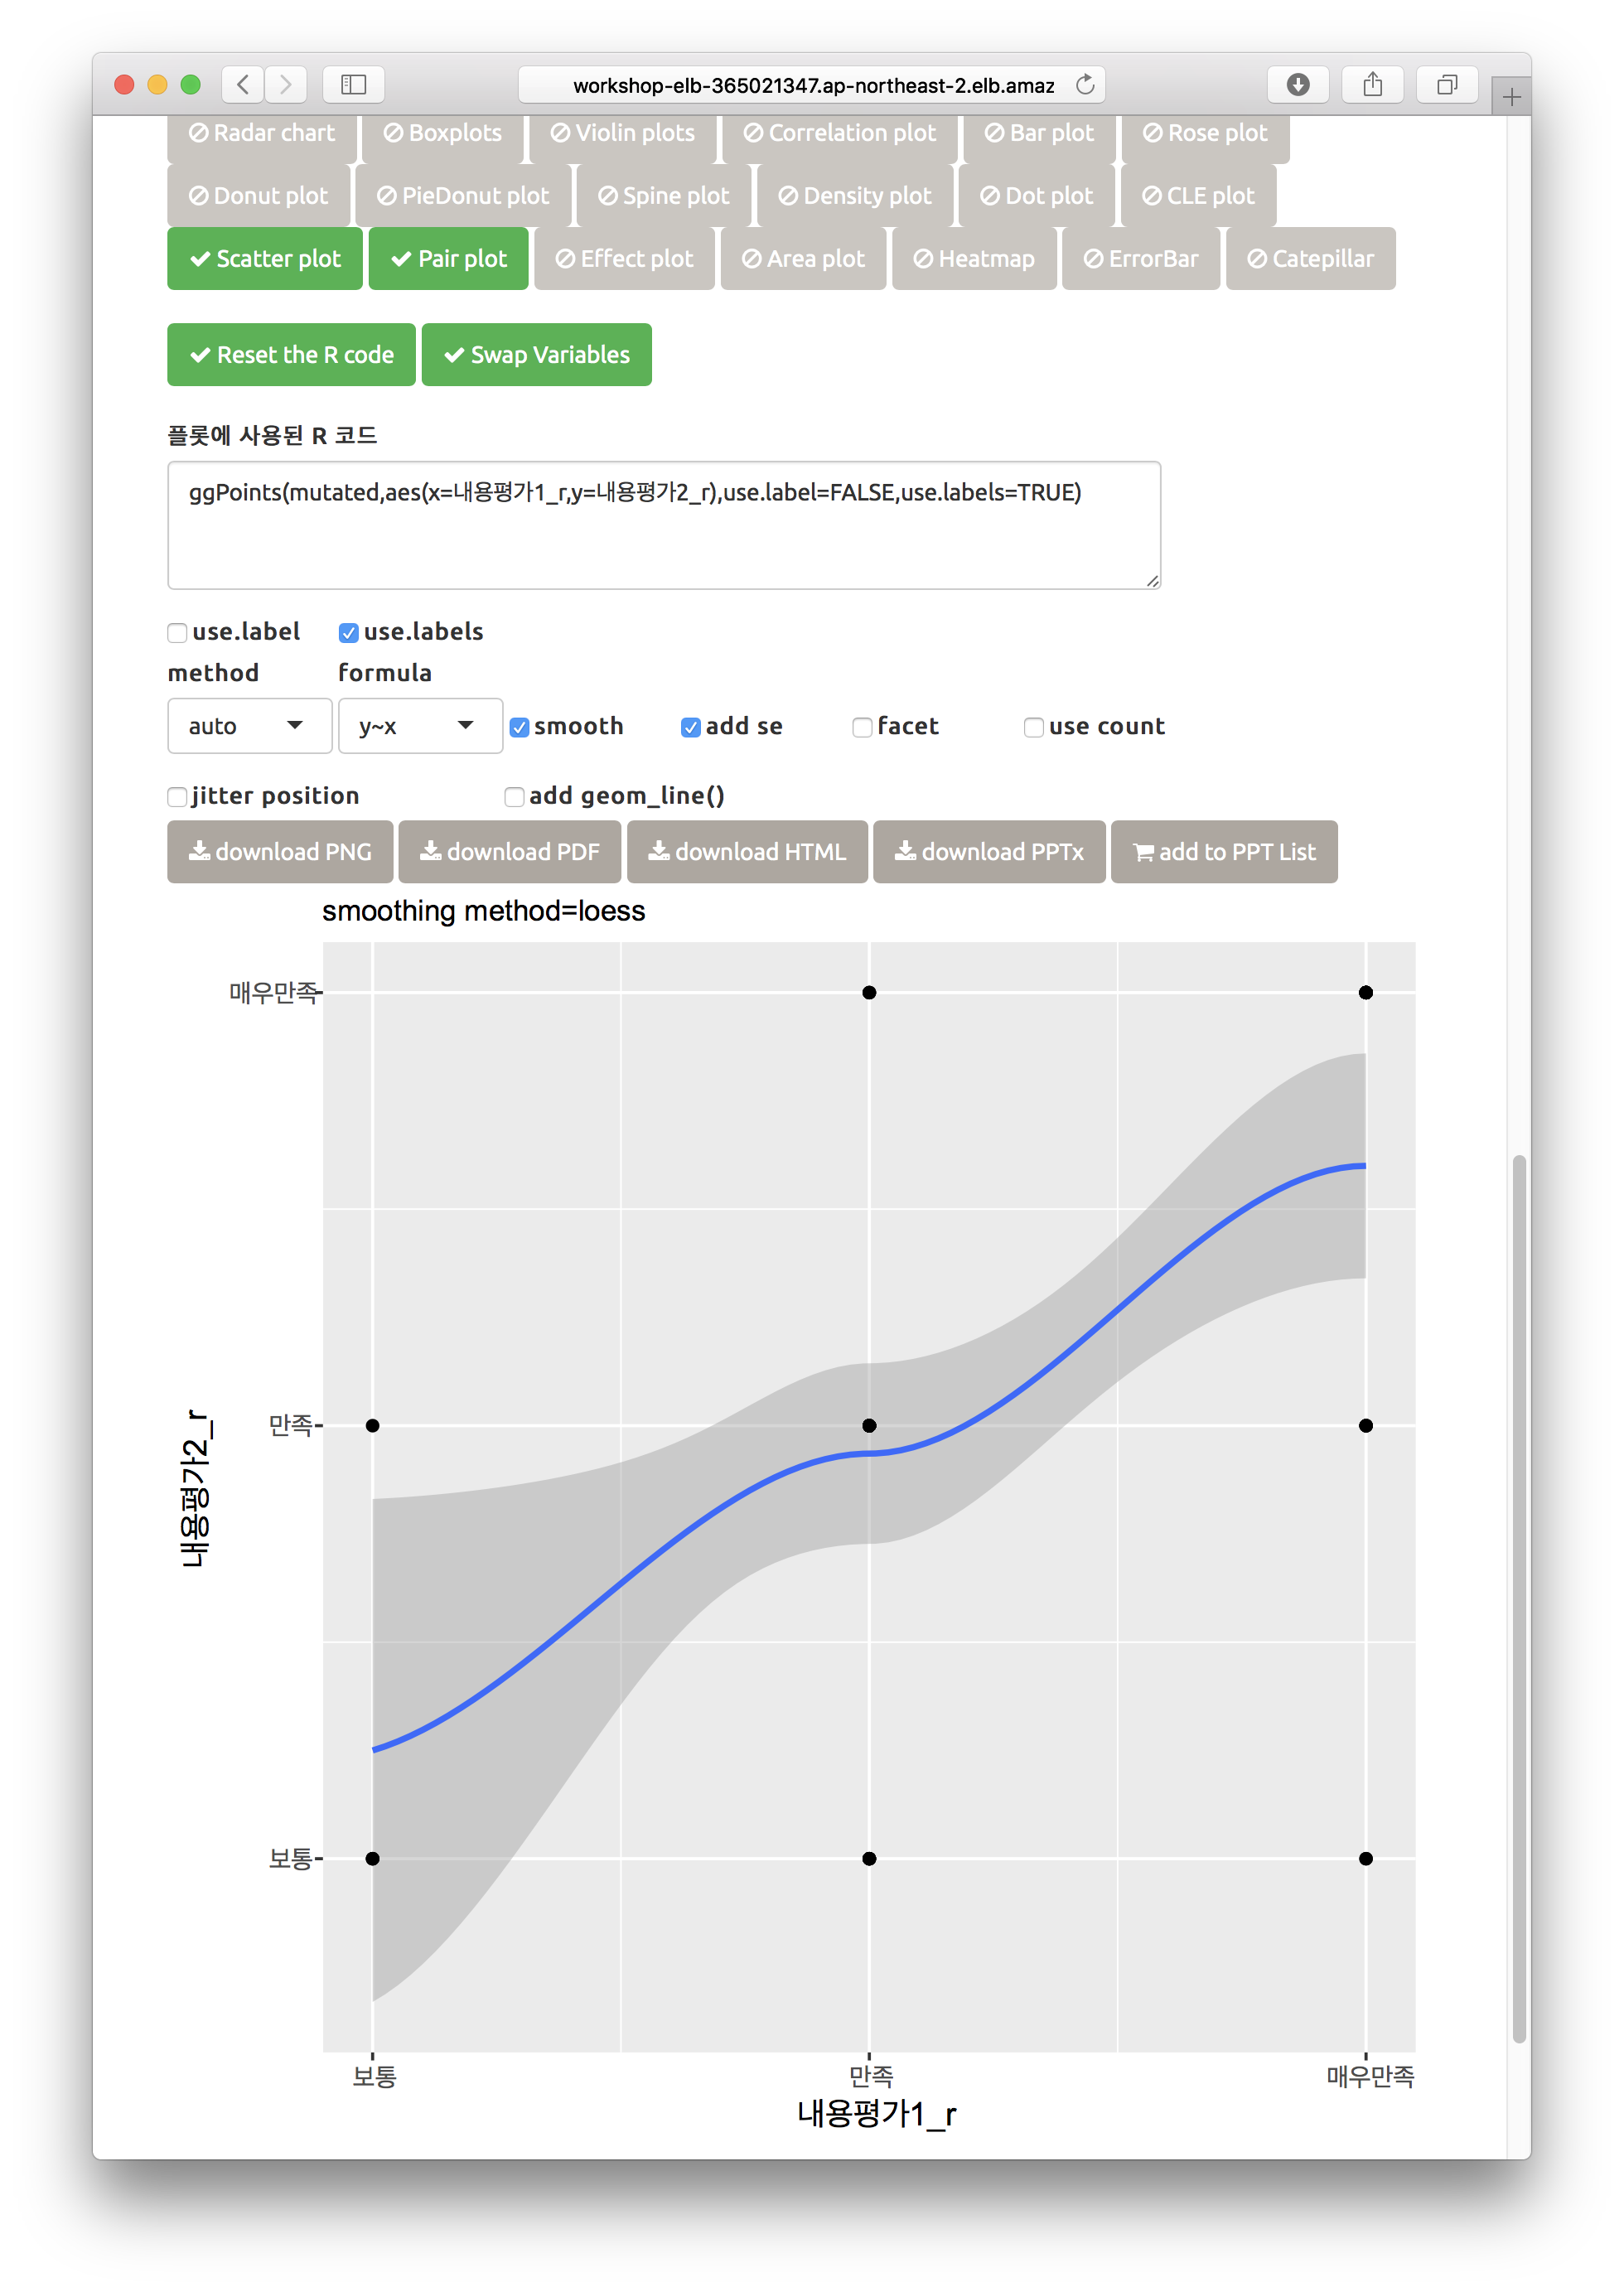 workshop-elb-365021347.ap-northeast-2.elb.amaz
Radar chart Boxplots Violin plots Correlation plot Bar plot Rose plot
Donut plot PieDonut plot Spine plot Density plot Dot plot CLE plot
Scatter plot Pair plot Effect plot Area plot Heatmap ErrorBar Catepillar
Reset the R code Swap Variables
플롯에 사용된 R 코드
ggPoints(mutated,aes(x=내용평가1_r,y=내용평가2_r),use.label=FALSE,use.labels=TRUE)
use.label use.labels
method formula
auto y~x smooth add se facet use count
jitter position add geom_line()
download PNG download PDF download HTML download PPTx add to PPT List
smoothing method=loess
매우만족
만족
보통
내용평가2_r
보통 만족 매우만족
내용평가1_r